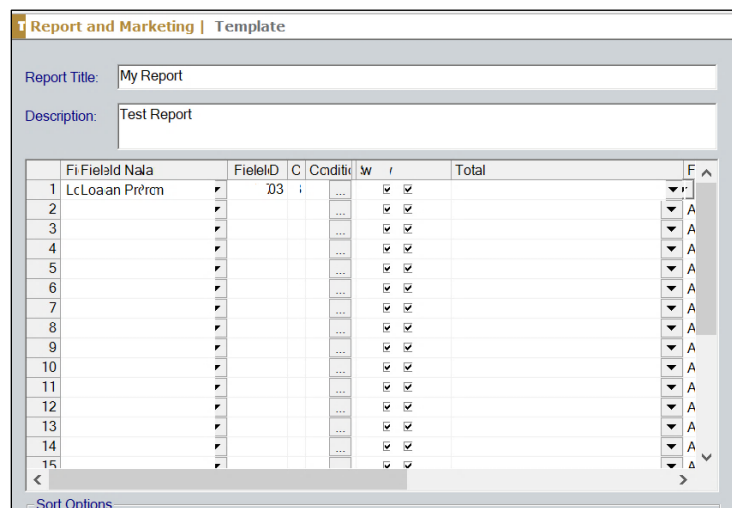 Report and Marketing | Template
Report Title: My Report
Description: Test Report
C Total F
1 ...
2 ... A
3 ... A
4 ... A
5 ... A
6 ... A
7 ... A
8 ... A
9 ... A
10 ... A
11 ... A
12 ... A
13 ... A
14 ... A
15 A
Sort Options